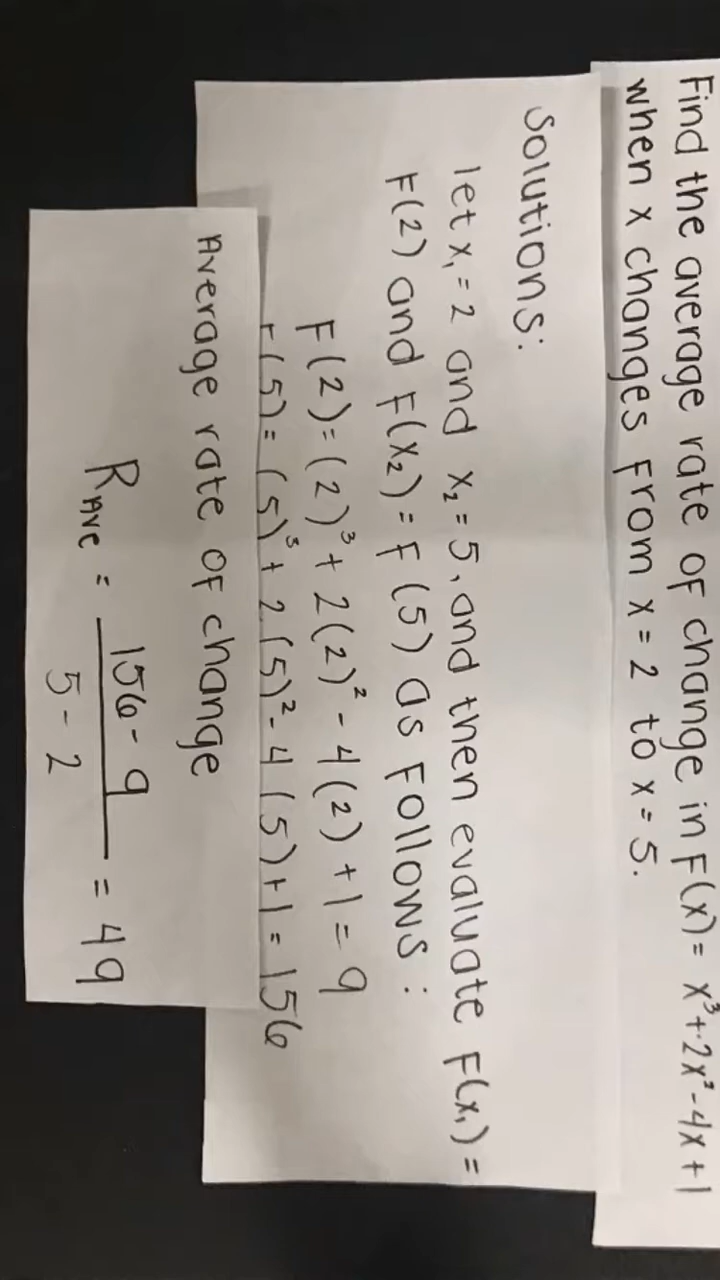 Find the average rate of change in F(x) = x³ + 2x² - 4x + 1
when x changes from x = 2 to x = 5.
Solutions:
let x₁ = 2 and x₂ = 5, and then evaluate F(x₁) =
F(2) and F(x₂) = F(5) as follows:
F(2) = (2)³ + 2(2)² - 4(2) + 1 = 9
F(5) = (5)³ + 2(5)² - 4(5) + 1 = 156
Average rate of change
R_AVE = (156 - 9)/(5 - 2) = 49